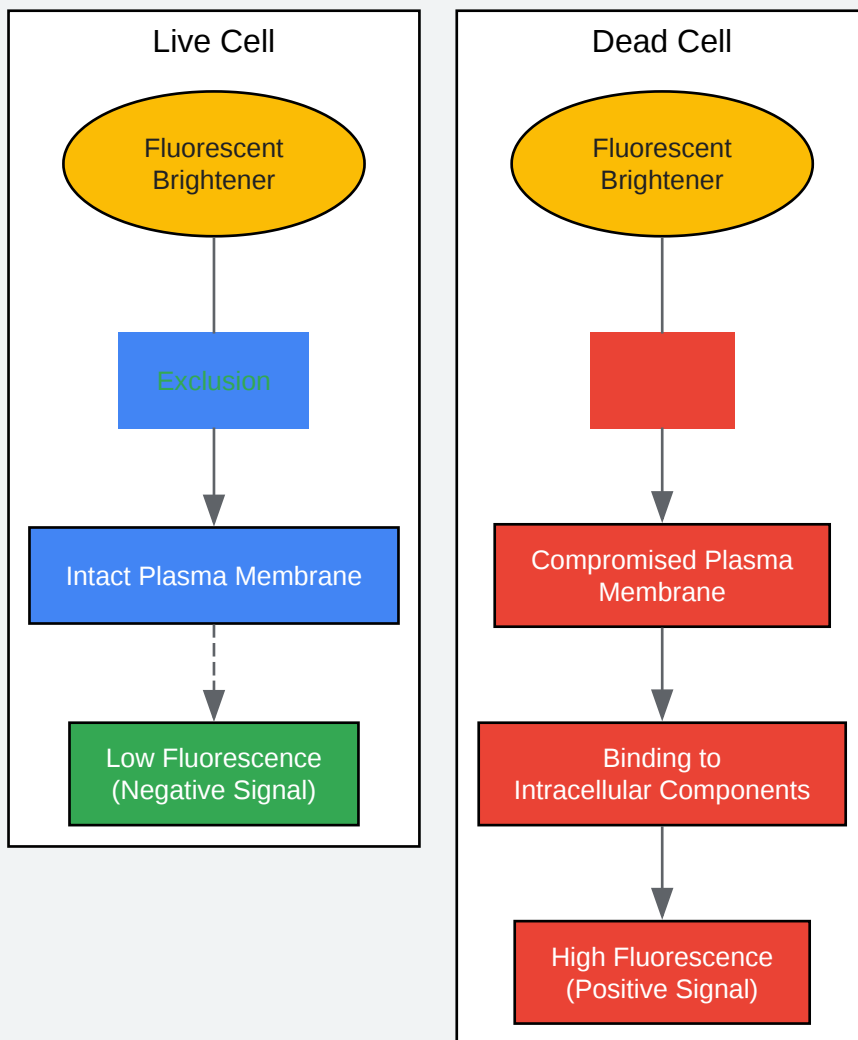 Live Cell
Fluorescent
Brightener
Exclusion
Intact Plasma Membrane
Low Fluorescence
(Negative Signal)
Dead Cell
Fluorescent
Brightener
Compromised Plasma
Membrane
Binding to
Intracellular Components
High Fluorescence
(Positive Signal)